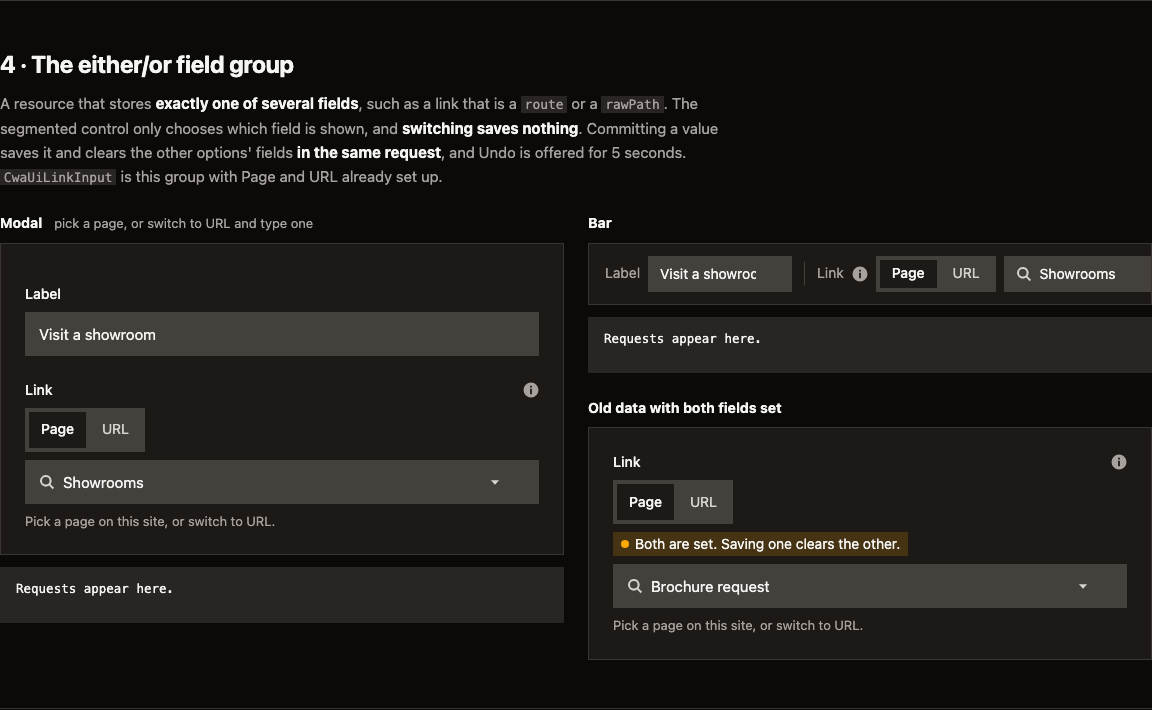 4 · The either/or field group
A resource that stores exactly one of several fields, such as a link that is a route or a rawPath. The
segmented control only chooses which field is shown, and switching saves nothing. Committing a value
saves it and clears the other options' fields in the same request, and Undo is offered for 5 seconds.
CwaUiLinkInput is this group with Page and URL already set up.
Modal pick a page, or switch to URL and type one
Label
Visit a showroom
Link
Page URL
Showrooms
Pick a page on this site, or switch to URL.
Requests appear here.
Bar
Label Visit a showroc Link Page URL Showrooms
Requests appear here.
Old data with both fields set
Link
Page URL
Both are set. Saving one clears the other.
Brochure request
Pick a page on this site, or switch to URL.